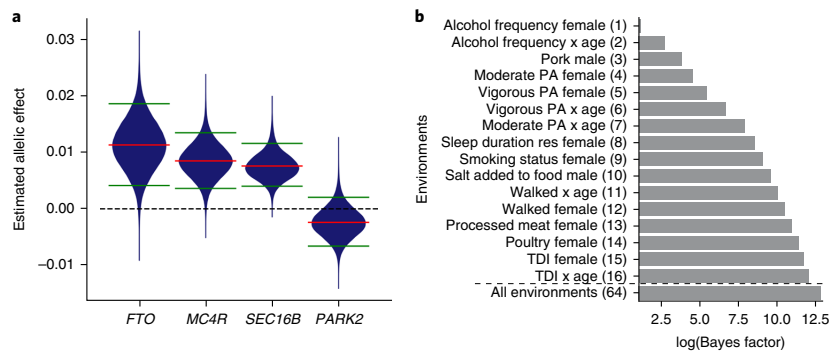 a
Estimated allelic effect
0.03
0.02
0.01
0.00
–0.01
FTO
MC4R
SEC16B
PARK2
b
Environments
Alcohol frequency female (1)
Alcohol frequency x age (2)
Pork male (3)
Moderate PA female (4)
Vigorous PA female (5)
Vigorous PA x age (6)
Moderate PA x age (7)
Sleep duration res female (8)
Smoking status female (9)
Salt added to food male (10)
Walked x age (11)
Walked female (12)
Processed meat female (13)
Poultry female (14)
TDI female (15)
TDI x age (16)
All environments (64)
2.5 5.0 7.5 10.0 12.5
log(Bayes factor)